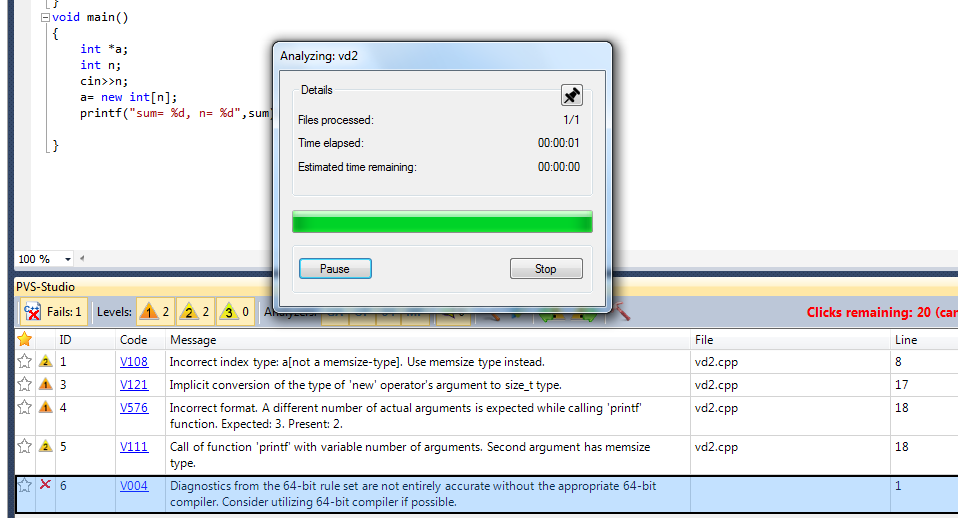 }
void main()
{
int *a;
int n;
cin>>n;
a= new int[n];
printf("sum= %d, n= %d",sum
}
Analyzing: vd2
Details
Files processed: 1/1
Time elapsed: 00:00:01
Estimated time remaining: 00:00:00
Pause Stop
100 %
PVS-Studio
Fails: 1 Levels: 1 2 2 2 3 0 Clicks remaining: 20
ID Code Message File Line
2 1 V108 Incorrect index type: a[not a memsize-type]. Use memsize type instead. vd2.cpp 8
1 3 V121 Implicit conversion of the type of 'new' operator's argument to size_t type. vd2.cpp 17
1 4 V576 Incorrect format. A different number of actual arguments is expected while calling 'printf' vd2.cpp 18
function. Expected: 3. Present: 2.
2 5 V111 Call of function 'printf' with variable number of arguments. Second argument has memsize vd2.cpp 18
type.
6 V004 Diagnostics from the 64-bit rule set are not entirely accurate without the appropriate 64-bit 1
compiler. Consider utilizing 64-bit compiler if possible.